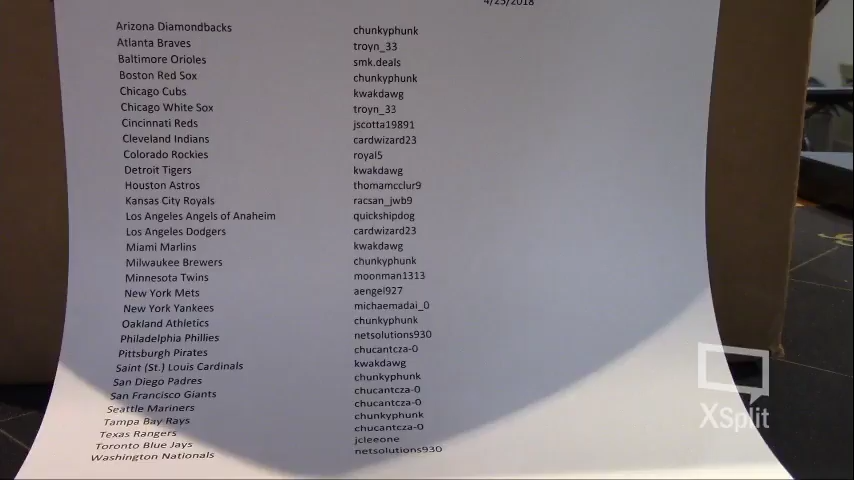 4/25/2018
Arizona Diamondbacks chunkyphunk
Atlanta Braves troyn_33
Baltimore Orioles smk.deals
Boston Red Sox chunkyphunk
Chicago Cubs kwakdawg
Chicago White Sox troyn_33
Cincinnati Reds jscotta19891
Cleveland Indians cardwizard23
Colorado Rockies royal5
Detroit Tigers kwakdawg
Houston Astros thomamcclur9
Kansas City Royals racsan_jwb9
Los Angeles Angels of Anaheim quickshipdog
Los Angeles Dodgers cardwizard23
Miami Marlins kwakdawg
Milwaukee Brewers chunkyphunk
Minnesota Twins moonman1313
New York Mets aengel927
New York Yankees michaemadai_0
Oakland Athletics chunkyphunk
Philadelphia Phillies netsolutions930
Pittsburgh Pirates chucantcza-0
Saint (St.) Louis Cardinals kwakdawg
San Diego Padres chunkyphunk
San Francisco Giants chucantcza-0
Seattle Mariners chucantcza-0
Tampa Bay Rays chunkyphunk
Texas Rangers chucantcza-0
Toronto Blue Jays jcleeone
Washington Nationals netsolutions930
XSplit